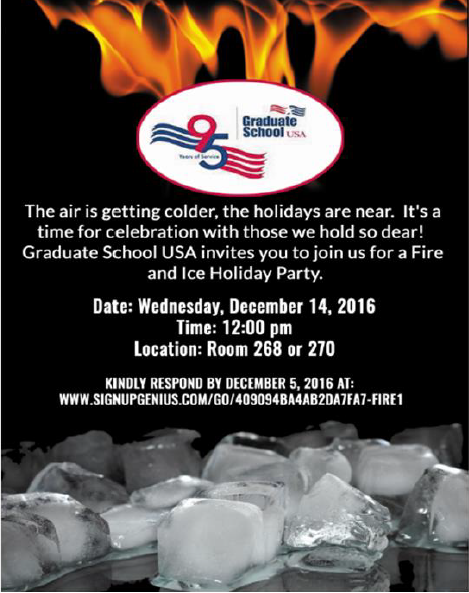 95
Years of Service
Graduate
School USA
The air is getting colder, the holidays are near.  It's a
time for celebration with those we hold so dear!
Graduate School USA invites you to join us for a Fire
and Ice Holiday Party.
Date: Wednesday, December 14, 2016
Time: 12:00 pm
Location: Room 268 or 270
KINDLY RESPOND BY DECEMBER 5, 2016 AT:
WWW.SIGNUPGENIUS.COM/GO/409094BA4AB2DA7FA7-FIRE1